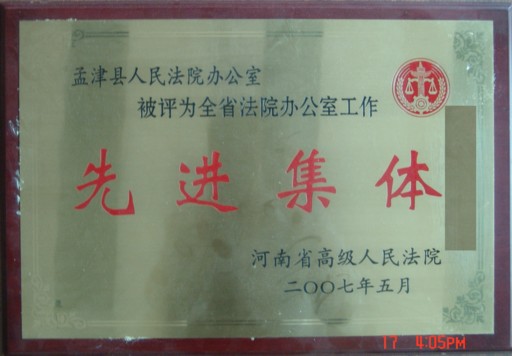 孟津县人民法院办公室
被评为全省法院办公室工作
先进集体
河南省高级人民法院
二〇〇七年五月
17 4:05PM